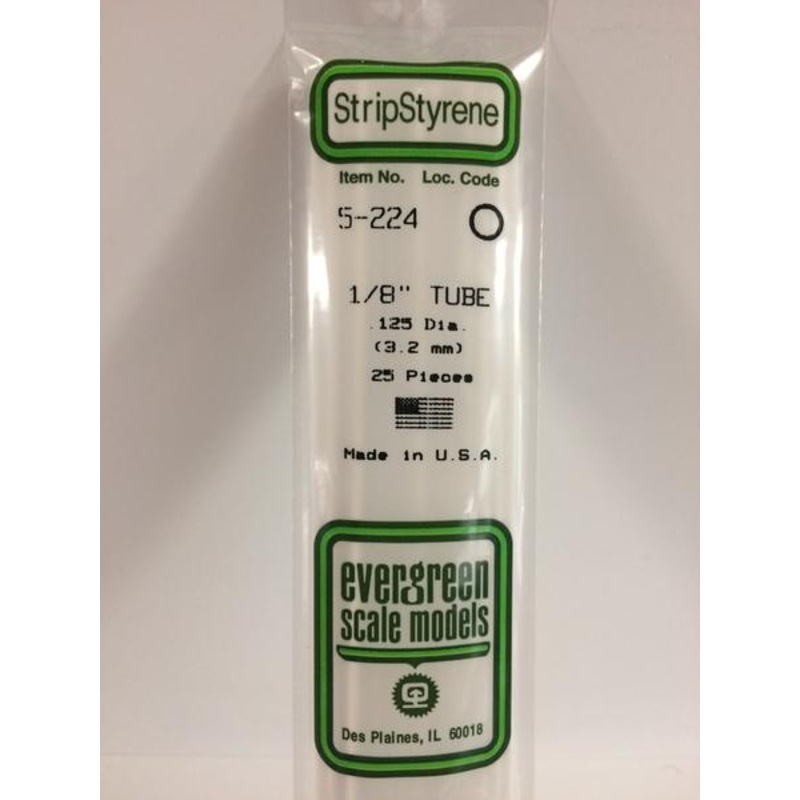 StripStyrene
Item No. Loc. Code
S-224
1/8" TUBE
.125 Dia.
(3.2 mm)
25 Pieces
Made in U.S.A.
evergreen
scale models
Des Plaines, IL 60018